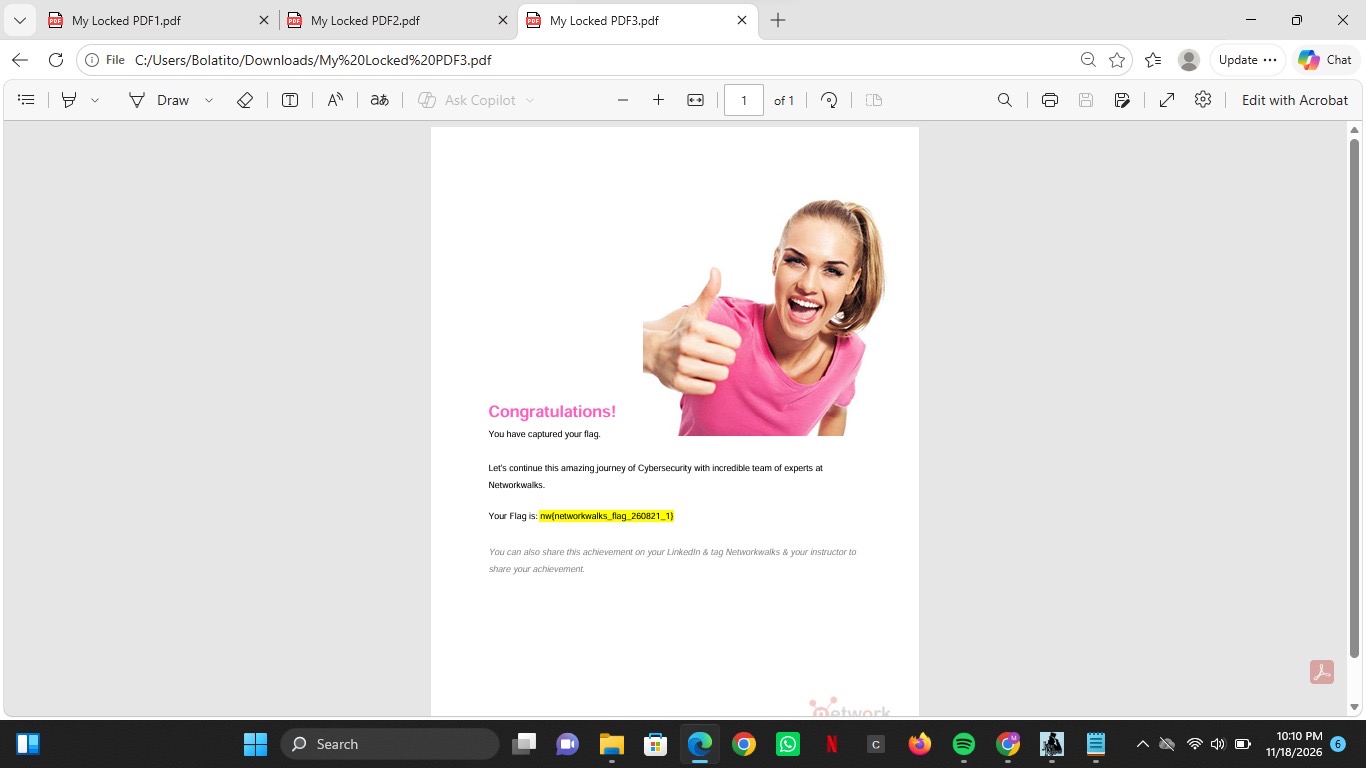 My Locked PDF1.pdf
My Locked PDF2.pdf
My Locked PDF3.pdf
File C:/Users/Bolatito/Downloads/My%20Locked%20PDF3.pdf
Update
Chat
Draw
Ask Copilot
1 of 1
Edit with Acrobat
Congratulations!
You have captured your flag.
Let's continue this amazing journey of Cybersecurity with incredible team of experts at
Networkwalks.
Your Flag is: nw{networkwalks_flag_260821_1}
You can also share this achievement on your LinkedIn & tag Networkwalks & your instructor to
share your achievement.
network
Search
10:10 PM
11/18/2026
6